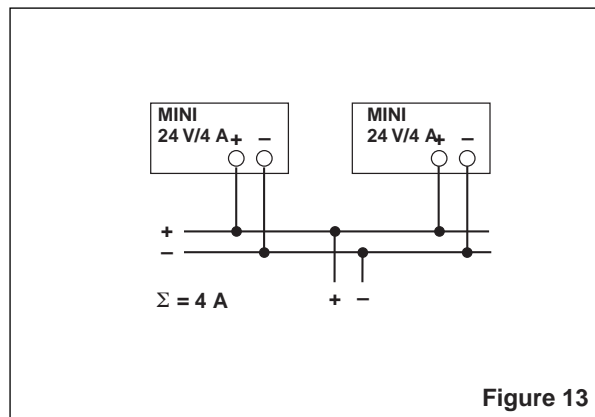 MINI
24 V/4 A + –
MINI
24 V/4 A + –
+
–
Σ = 4 A
+ –
Figure 13